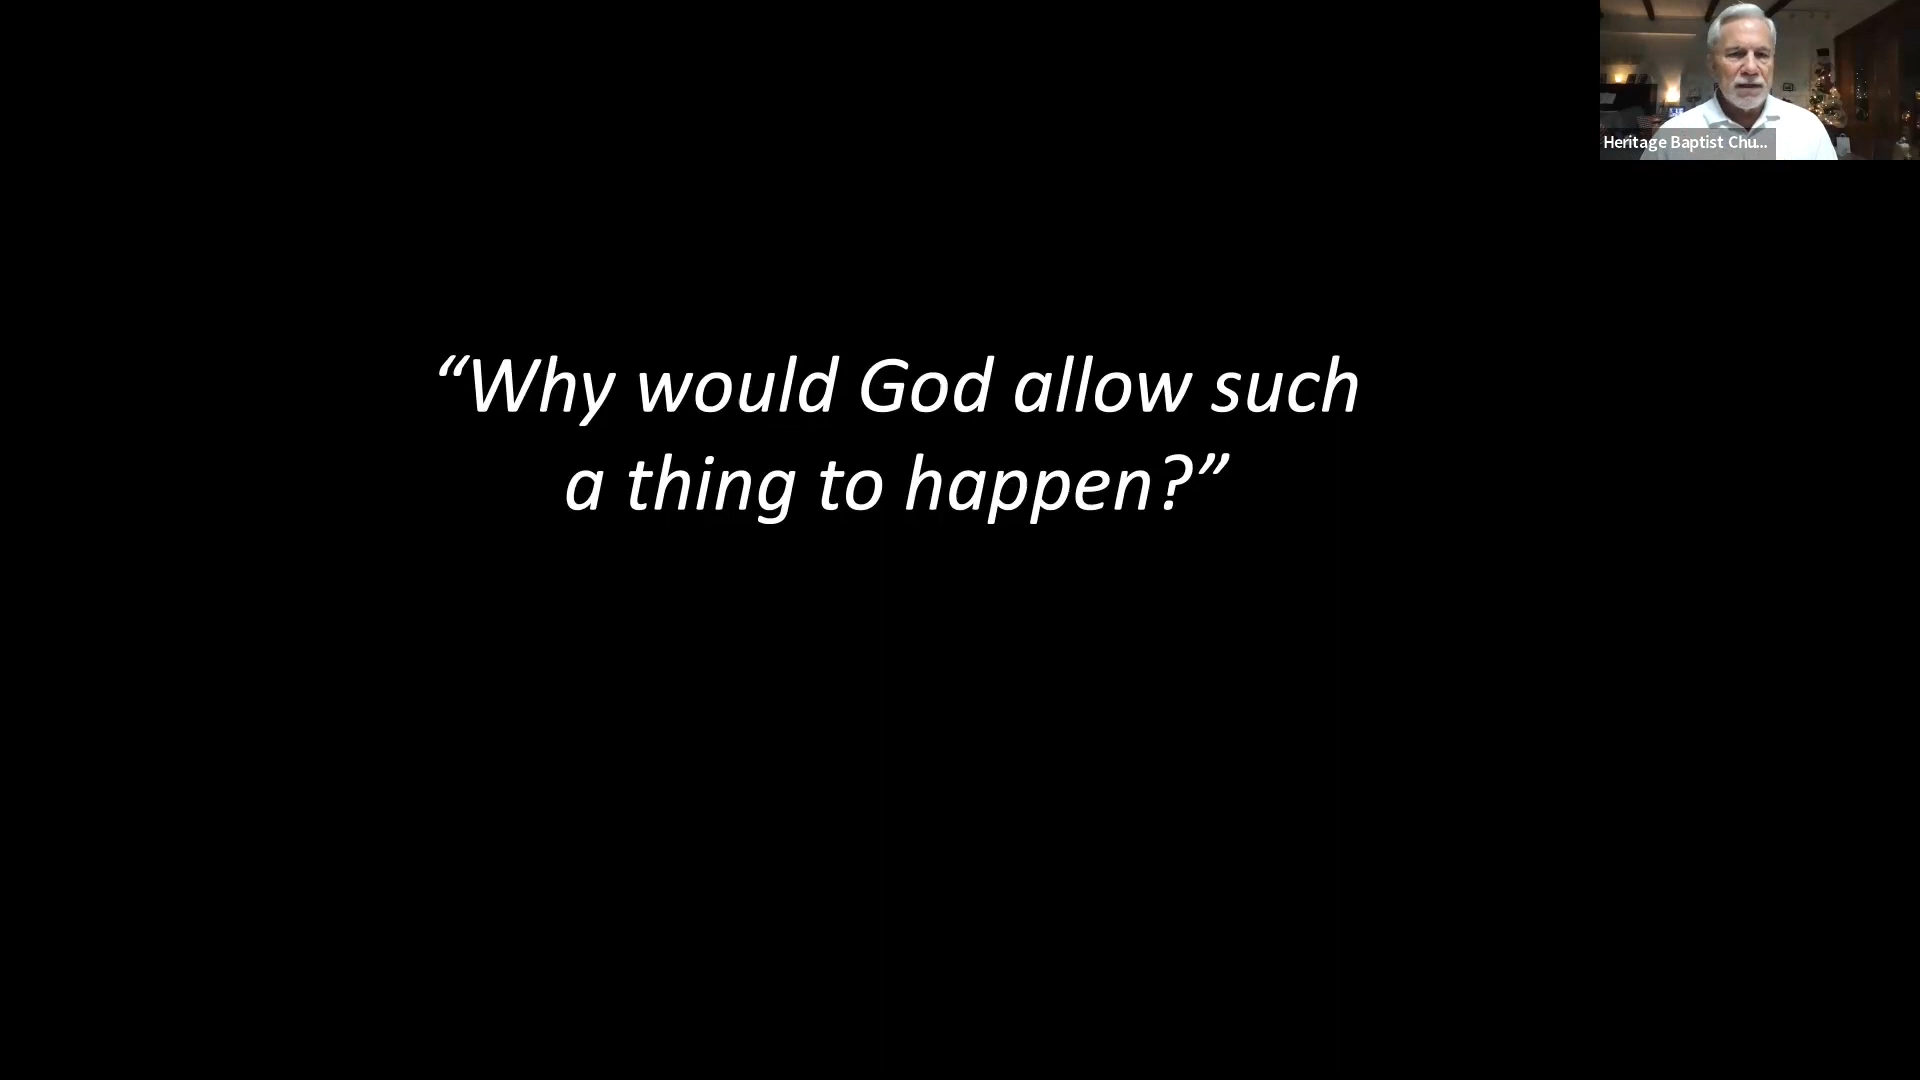 “Why would God allow such
a thing to happen?”
Heritage Baptist Chu...